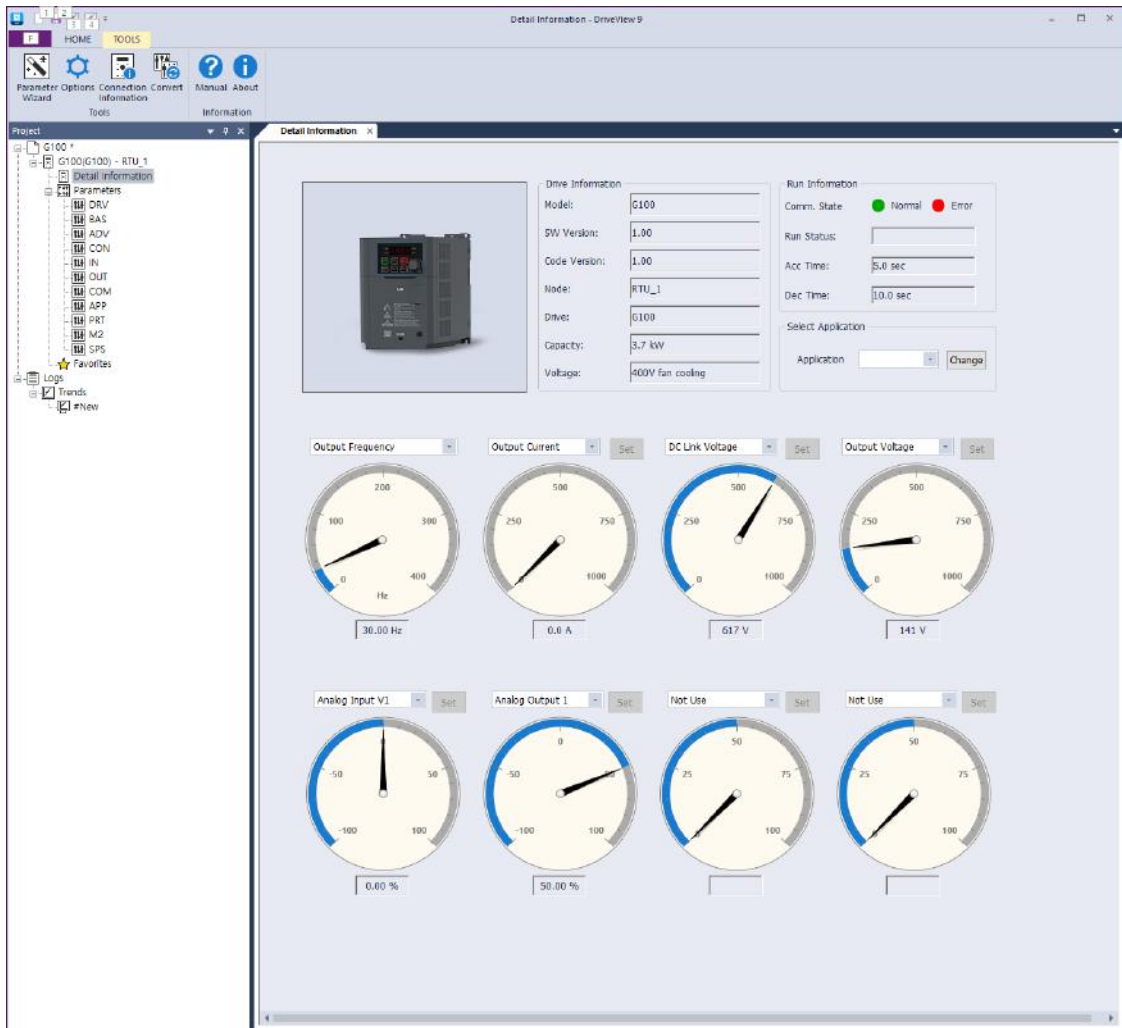 1 2
3 4
Detail Information - DriveView 9
F HOME TOOLS
Parameter Wizard Options Connection Information Convert Manual About
Tools Information
Project
Detail Information
G100 *
G100(G100) - RTU_1
Detail Information
Parameters
DRV
BAS
ADV
CON
IN
OUT
COM
APP
PRT
M2
SPS
Favorites
Logs
Trends
#New
Drive Information
Model: G100
SW Version: 1.00
Code Version: 1.00
Node: RTU_1
Drive: G100
Capacity: 3.7 kW
Voltage: 400V fan cooling
Run Information
Comm. State Normal Error
Run Status:
Acc Time: 5.0 sec
Dec Time: 10.0 sec
Select Application
Application Change
Output Frequency
0 100 200 300 400
Hz
30.00 Hz
Output Current Set
0 250 500 750 1000
0.0 A
DC Link Voltage Set
0 250 500 750 1000
617 V
Output Voltage Set
0 250 500 750 1000
141 V
Analog Input V1 Set
-100 -50 0 50 100
0.00 %
Analog Output 1 Set
-100 -50 0 50 100
50.00 %
Not Use Set
0 25 50 75 100
Not Use Set
0 25 50 75 100